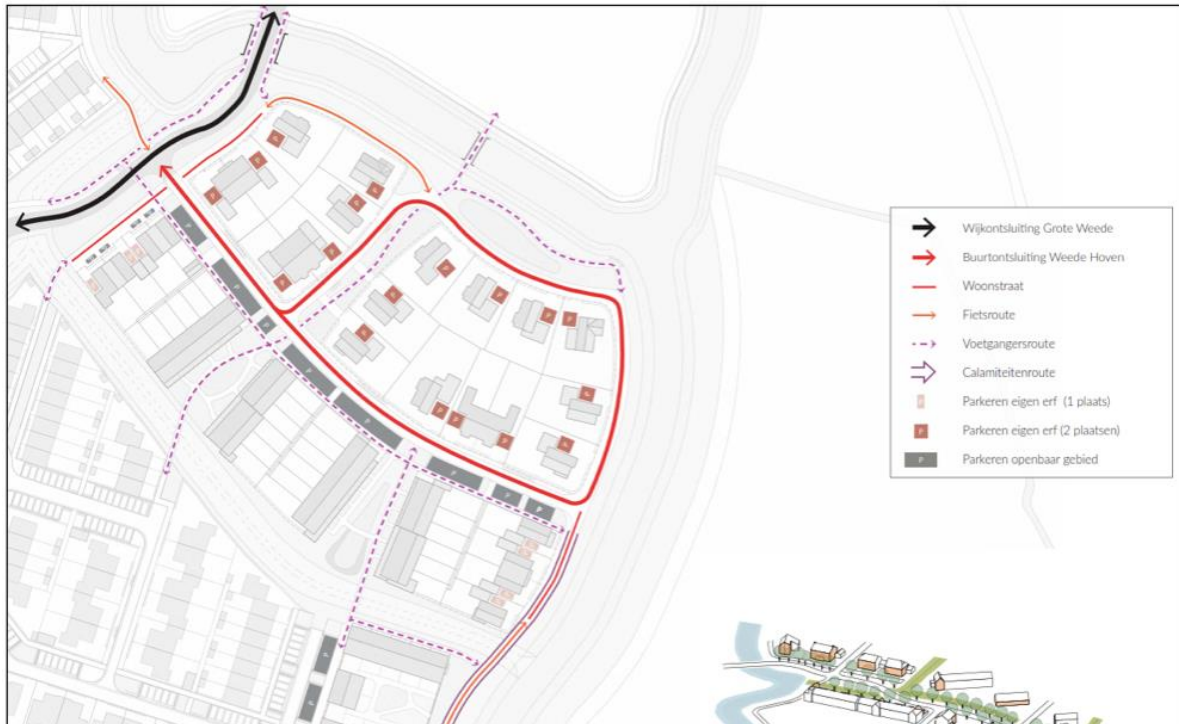 Wijkontsluiting Grote Weede
Buurtontsluiting Weede Hoven
Woonstraat
Fietsroute
Voetgangersroute
Calamiteitenroute
P Parkeren eigen erf (1 plaats)
P Parkeren eigen erf (2 plaatsen)
P Parkeren openbaar gebied